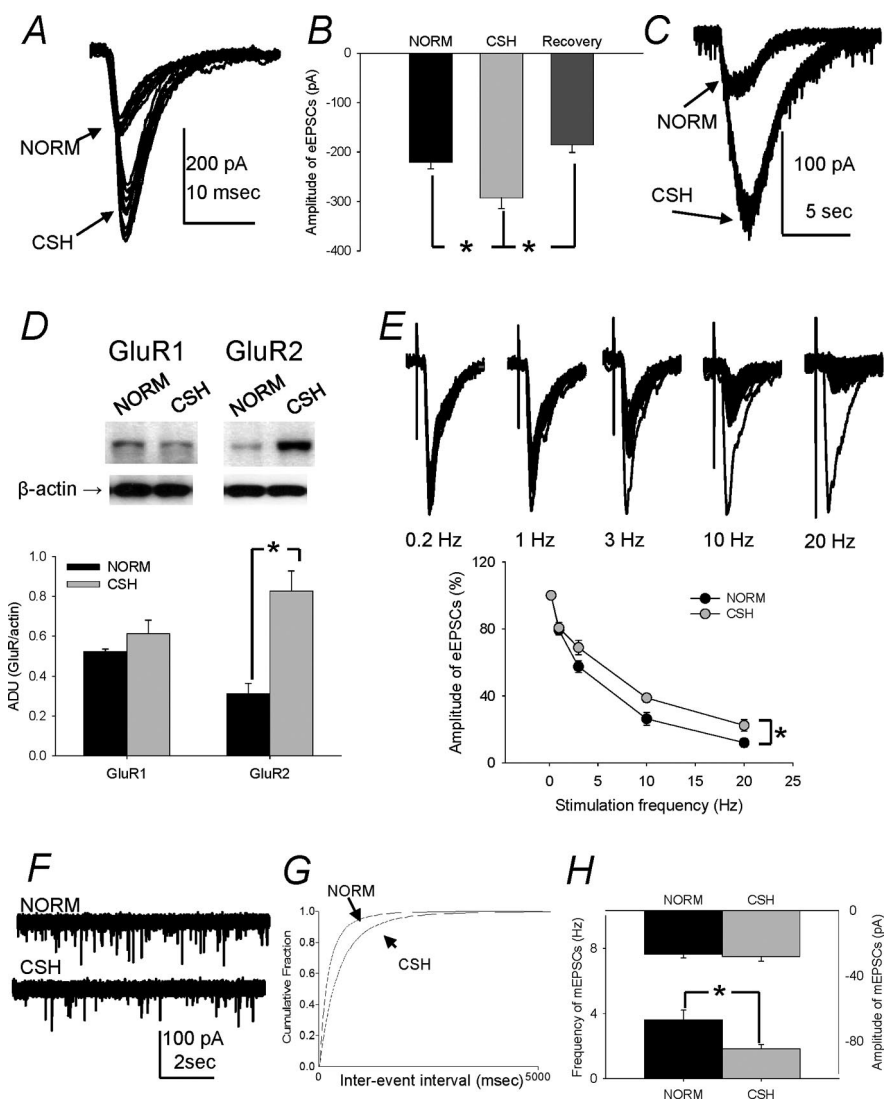 A
NORM
CSH
200 pA
10 msec
B
NORM CSH Recovery
0
-100
-200
-300
-400
Amplitude of eEPSCs (pA)
* *
C
NORM
CSH
100 pA
5 sec
D
GluR1 GluR2
NORM CSH NORM CSH
β-actin →
1.0
0.8
0.6
0.4
0.2
0.0
ADU (GluR/actin)
NORM
CSH
*
GluR1 GluR2
E
0.2 Hz 1 Hz 3 Hz 10 Hz 20 Hz
120
80
40
0
Amplitude of eEPSCs (%)
NORM
CSH
*
0 5 10 15 20 25
Stimulation frequency (Hz)
F
NORM
CSH
100 pA
2sec
G
NORM
CSH
1.0
0.8
0.6
0.4
0.2
0.0
Cumulative Fraction
0 5000
Inter-event interval (msec)
H
NORM CSH
8
4
0
Frequency of mEPSCs (Hz)
0
-40
-80
Amplitude of mEPSCs (pA)
*
NORM CSH